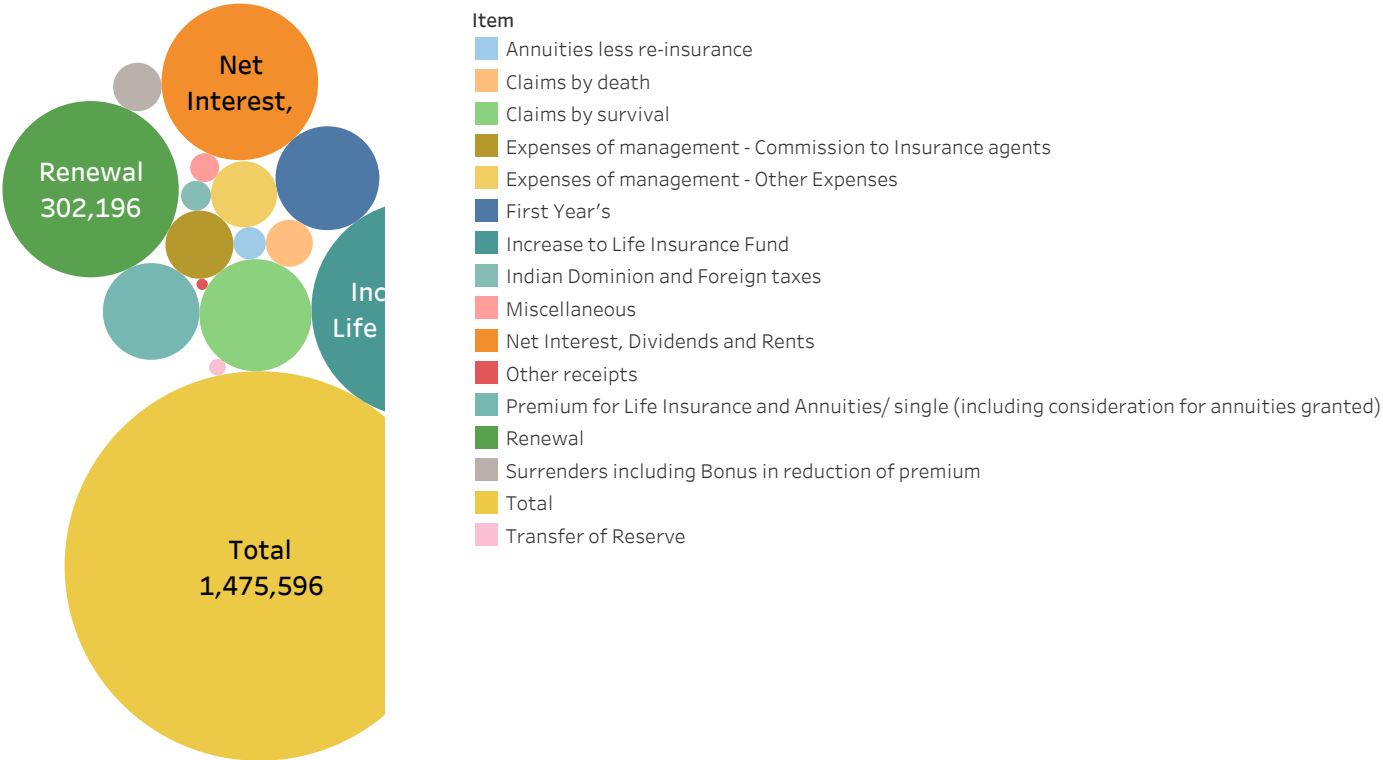 Net
Interest,
Renewal
302,196
Inc
Life
Total
1,475,596
Item
Annuities less re-insurance
Claims by death
Claims by survival
Expenses of management - Commission to Insurance agents
Expenses of management - Other Expenses
First Year's
Increase to Life Insurance Fund
Indian Dominion and Foreign taxes
Miscellaneous
Net Interest, Dividends and Rents
Other receipts
Premium for Life Insurance and Annuities/ single (including consideration for annuities granted)
Renewal
Surrenders including Bonus in reduction of premium
Total
Transfer of Reserve